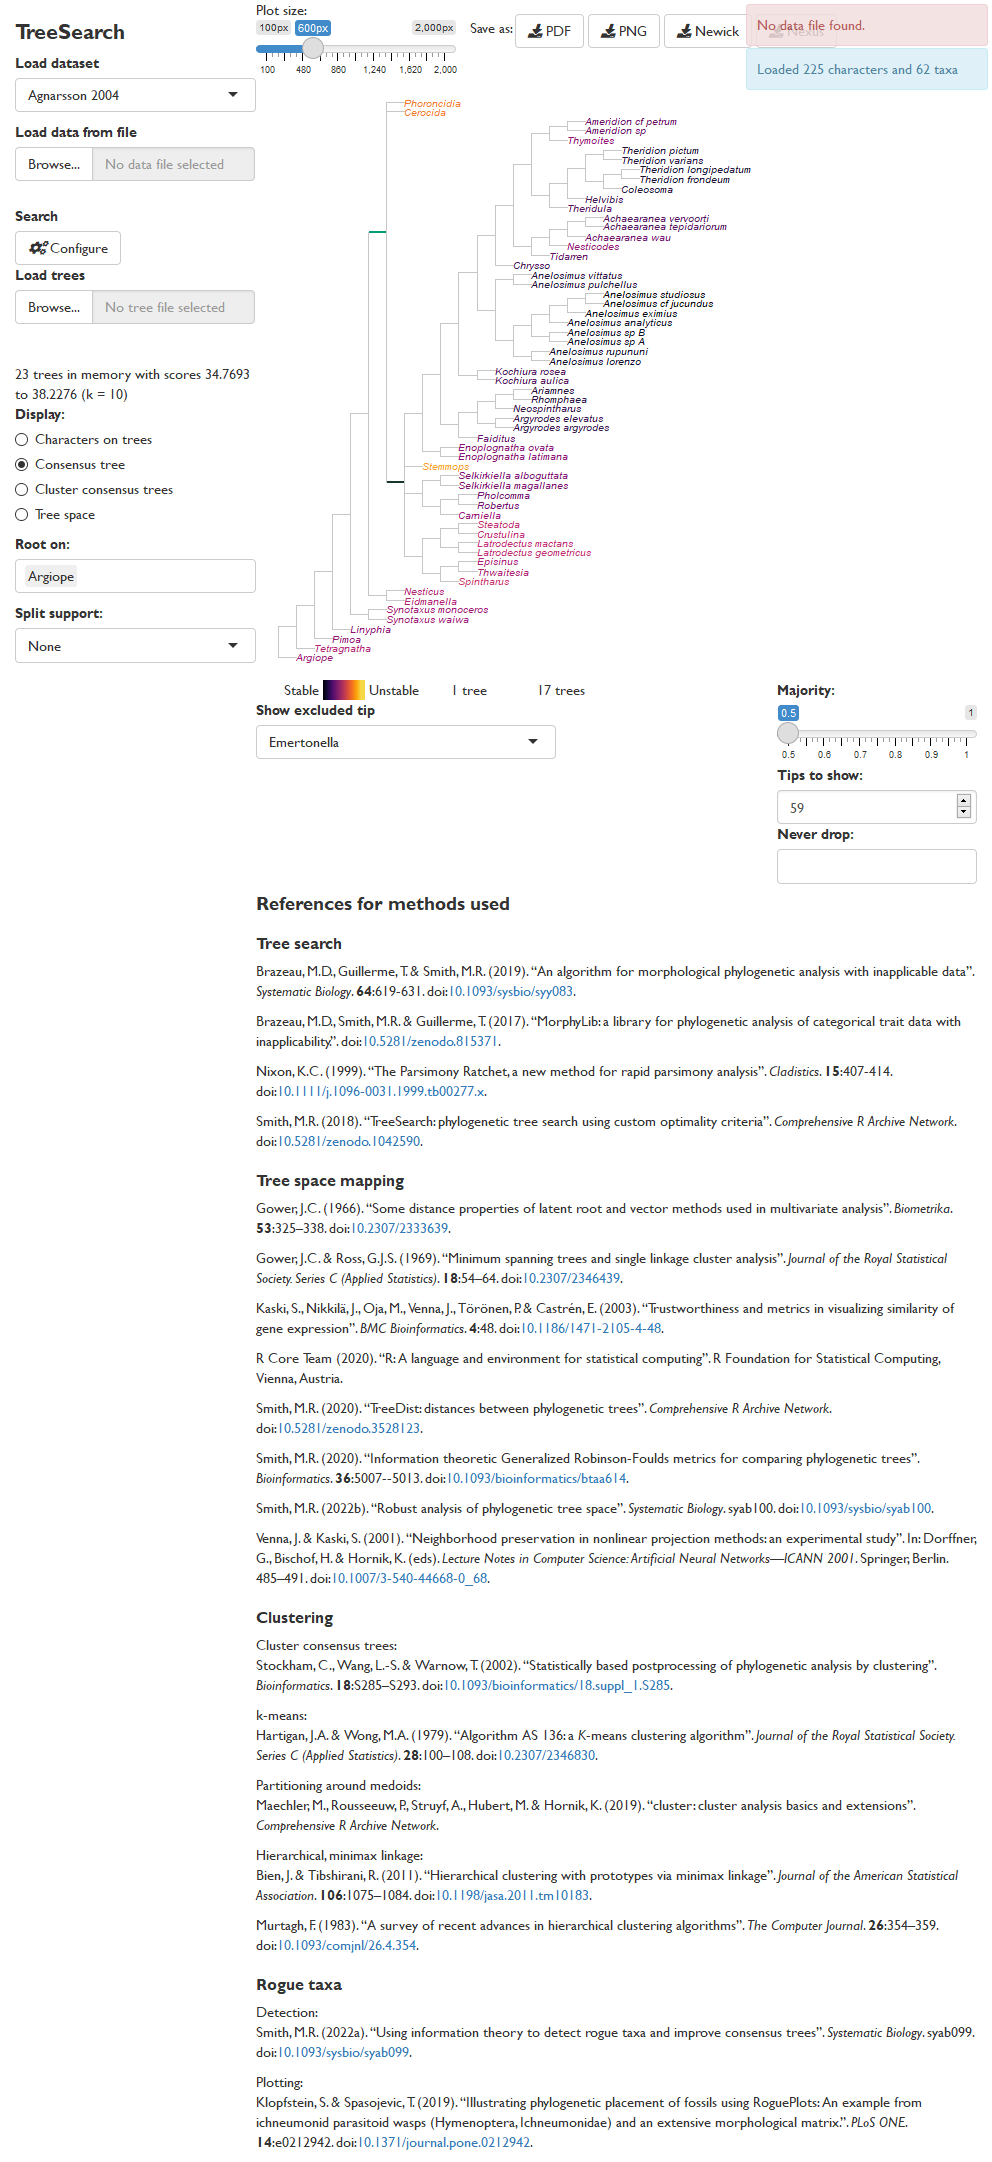 TreeSearch
Load dataset
Agnarsson 2004
Load data from file
Browse... No data file selected
Search
Configure
Load trees
Browse... No tree file selected
23 trees in memory with scores 34.7693
to 38.2276 (k = 10)
Display:
Characters on trees
Consensus tree
Cluster consensus trees
Tree space
Root on:
Argiope
Split support:
None
Plot size:
100px 600px 2,000px
100 480 860 1,240 1,620 2,000
Save as: PDF PNG Newick Nexus
No data file found.
Loaded 225 characters and 62 taxa
Phoroncidia
Cerocida
Ameridion cf petrum
Ameridion sp
Thymoites
Theridion pictum
Theridion varians
Theridion longipedatum
Theridion frondeum
Coleosoma
Helvibis
Theridula
Achaearanea vervoorti
Achaearanea tepidariorum
Achaearanea wau
Nesticodes
Tidarren
Chrysso
Anelosimus vittatus
Anelosimus pulchellus
Anelosimus studiosus
Anelosimus cf jucundus
Anelosimus eximius
Anelosimus analyticus
Anelosimus sp B
Anelosimus sp A
Anelosimus rupununi
Anelosimus lorenzo
Kochiura rosea
Kochiura aulica
Ariamnes
Rhomphaea
Neospintharus
Argyrodes elevatus
Argyrodes argyrodes
Faiditus
Enoplognatha ovata
Enoplognatha latimana
Stemmops
Selkirkiella alboguttata
Selkirkiella magallanes
Pholcomma
Robertus
Carniella
Steatoda
Crustulina
Latrodectus mactans
Latrodectus geometricus
Episinus
Thwaitesia
Spintharus
Nesticus
Eidmanella
Synotaxus monoceros
Synotaxus waiwa
Linyphia
Pimoa
Tetragnatha
Argiope
Stable Unstable 1 tree 17 trees
Show excluded tip
Emertonella
Majority:
0.5 1
0.5 0.6 0.7 0.8 0.9 1
Tips to show:
59
Never drop:
References for methods used
Tree search
Brazeau, M.D., Guillerme, T. & Smith, M.R. (2019). “An algorithm for morphological phylogenetic analysis with inapplicable data”.
Systematic Biology. 64:619-631. doi:10.1093/sysbio/syy083.
Brazeau, M.D., Smith, M.R. & Guillerme, T. (2017). “MorphyLib: a library for phylogenetic analysis of categorical trait data with
inapplicability.”. doi:10.5281/zenodo.815371.
Nixon, K.C. (1999). “The Parsimony Ratchet, a new method for rapid parsimony analysis”. Cladistics. 15:407-414.
doi:10.1111/j.1096-0031.1999.tb00277.x.
Smith, M.R. (2018). “TreeSearch: phylogenetic tree search using custom optimality criteria”. Comprehensive R Archive Network.
doi:10.5281/zenodo.1042590.
Tree space mapping
Gower, J.C. (1966). “Some distance properties of latent root and vector methods used in multivariate analysis”. Biometrika.
53:325–338. doi:10.2307/2333639.
Gower, J.C. & Ross, G.J.S. (1969). “Minimum spanning trees and single linkage cluster analysis”. Journal of the Royal Statistical
Society. Series C (Applied Statistics). 18:54–64. doi:10.2307/2346439.
Kaski, S., Nikkilä, J., Oja, M., Venna, J., Törönen, P. & Castrén, E. (2003). “Trustworthiness and metrics in visualizing similarity of
gene expression”. BMC Bioinformatics. 4:48. doi:10.1186/1471-2105-4-48.
R Core Team (2020). “R: A language and environment for statistical computing”. R Foundation for Statistical Computing,
Vienna, Austria.
Smith, M.R. (2020). “TreeDist: distances between phylogenetic trees”. Comprehensive R Archive Network.
doi:10.5281/zenodo.3528123.
Smith, M.R. (2020). “Information theoretic Generalized Robinson-Foulds metrics for comparing phylogenetic trees”.
Bioinformatics. 36:5007--5013. doi:10.1093/bioinformatics/btaa614.
Smith, M.R. (2022b). “Robust analysis of phylogenetic tree space”. Systematic Biology. syab100. doi:10.1093/sysbio/syab100.
Venna, J. & Kaski, S. (2001). “Neighborhood preservation in nonlinear projection methods: an experimental study”. In: Dorffner,
G., Bischof, H. & Hornik, K. (eds). Lecture Notes in Computer Science: Artificial Neural Networks—ICANN 2001. Springer, Berlin.
485–491. doi:10.1007/3-540-44668-0_68.
Clustering
Cluster consensus trees:
Stockham, C., Wang, L.-S. & Warnow, T. (2002). “Statistically based postprocessing of phylogenetic analysis by clustering”.
Bioinformatics. 18:S285–S293. doi:10.1093/bioinformatics/18.suppl_1.S285.
k-means:
Hartigan, J.A. & Wong, M.A. (1979). “Algorithm AS 136: a K-means clustering algorithm”. Journal of the Royal Statistical Society.
Series C (Applied Statistics). 28:100–108. doi:10.2307/2346830.
Partitioning around medoids:
Maechler, M., Rousseeuw, P., Struyf, A., Hubert, M. & Hornik, K. (2019). “cluster: cluster analysis basics and extensions”.
Comprehensive R Archive Network.
Hierarchical, minimax linkage:
Bien, J. & Tibshirani, R. (2011). “Hierarchical clustering with prototypes via minimax linkage”. Journal of the American Statistical
Association. 106:1075–1084. doi:10.1198/jasa.2011.tm10183.
Murtagh, F. (1983). “A survey of recent advances in hierarchical clustering algorithms”. The Computer Journal. 26:354–359.
doi:10.1093/comjnl/26.4.354.
Rogue taxa
Detection:
Smith, M.R. (2022a). “Using information theory to detect rogue taxa and improve consensus trees”. Systematic Biology. syab099.
doi:10.1093/sysbio/syab099.
Plotting:
Klopfstein, S. & Spasojevic, T. (2019). “Illustrating phylogenetic placement of fossils using RoguePlots: An example from
ichneumonid parasitoid wasps (Hymenoptera, Ichneumonidae) and an extensive morphological matrix.”. PLoS ONE.
14:e0212942. doi:10.1371/journal.pone.0212942.